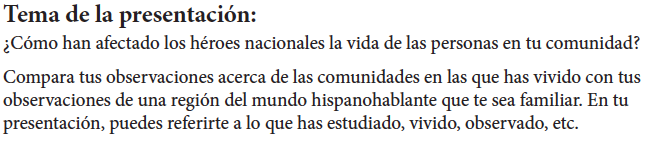 Tema de la presentación:
¿Cómo han afectado los héroes nacionales la vida de las personas en tu comunidad?
Compara tus observaciones acerca de las comunidades en las que has vivido con tus
observaciones de una región del mundo hispanohablante que te sea familiar. En tu
presentación, puedes referirte a lo que has estudiado, vivido, observado, etc.